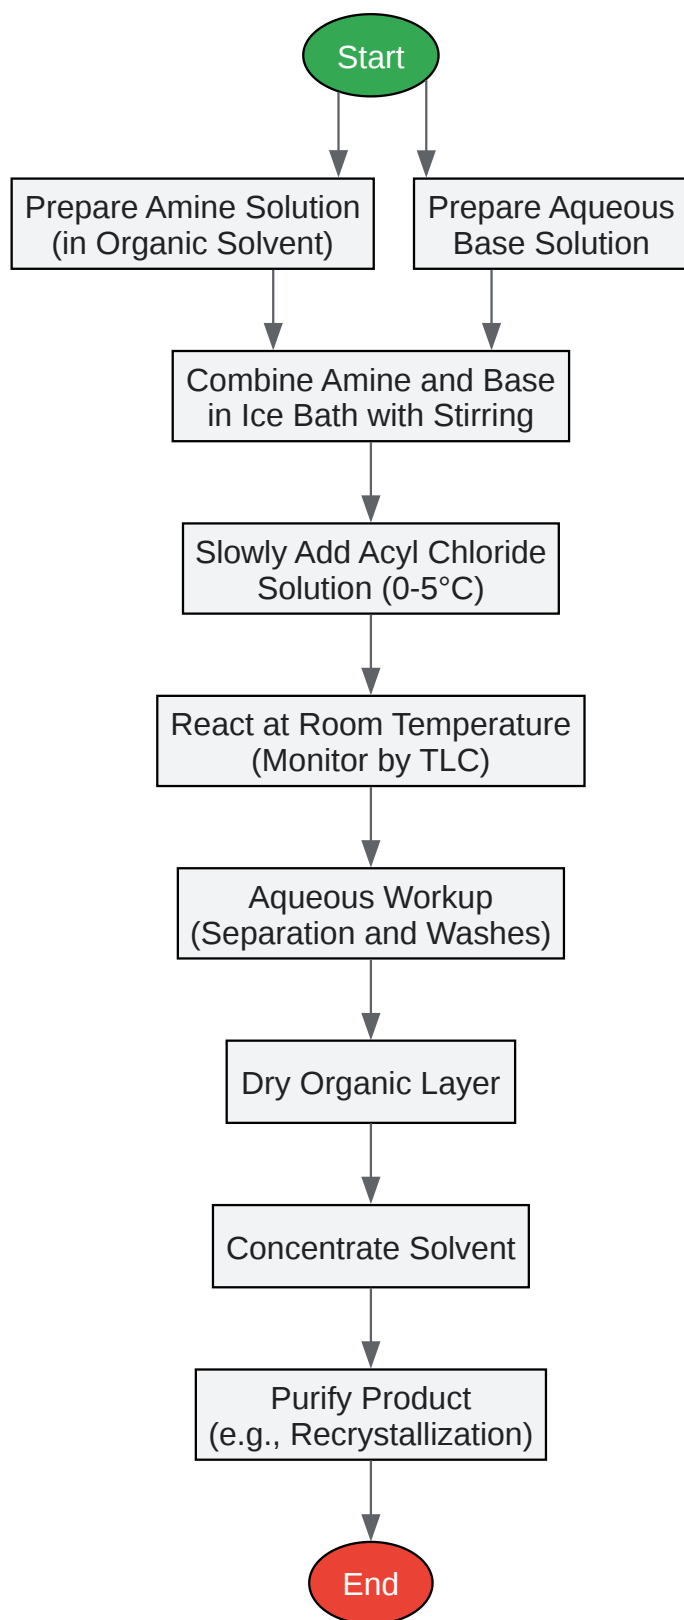 Start
Prepare Amine Solution
(in Organic Solvent)
Prepare Aqueous
Base Solution
Combine Amine and Base
in Ice Bath with Stirring
Slowly Add Acyl Chloride
Solution (0-5°C)
React at Room Temperature
(Monitor by TLC)
Aqueous Workup
(Separation and Washes)
Dry Organic Layer
Concentrate Solvent
Purify Product
(e.g., Recrystallization)
End